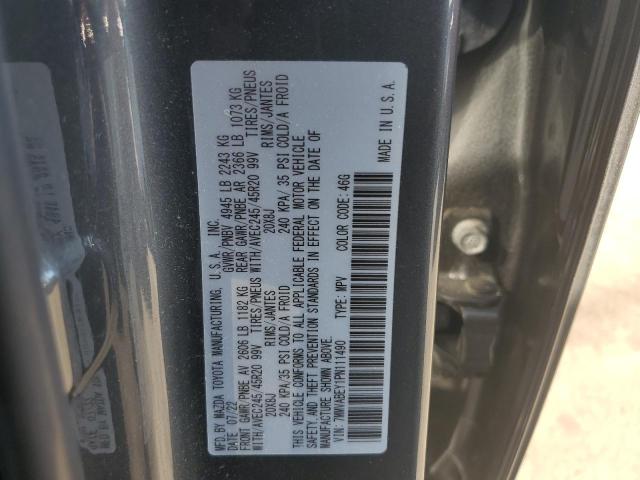 MFD.BY MAZDA TOYOTA MANUFACTURING, U.S.A. INC.
DATE 07/22 GVWR/PNBV 4945 LB 2243 KG
FRONT GAWR/PNBE AV 2606 LB 1182 KG REAR GAWR/PNBE AR 2366 LB 1073 KG
WITH/AVEC245/45R20 99V TIRES/PNEUS WITH/AVEC245/45R20 99V TIRES/PNEUS
20X8J RIMS/JANTES 20X8J RIMS/JANTES
240 KPA/ 35 PSI COLD/A FROID 240 KPA/ 35 PSI COLD/A FROID
THIS VEHICLE CONFORMS TO ALL APPLICABLE FEDERAL MOTOR VEHICLE
SAFETY, AND THEFT PREVENTION STANDARDS IN EFFECT ON THE DATE OF
MANUFACTURE SHOWN ABOVE.
VIN: 7MMVABEY1PN111490 TYPE: MPV COLOR CODE: 46G
MADE IN U.S.A.